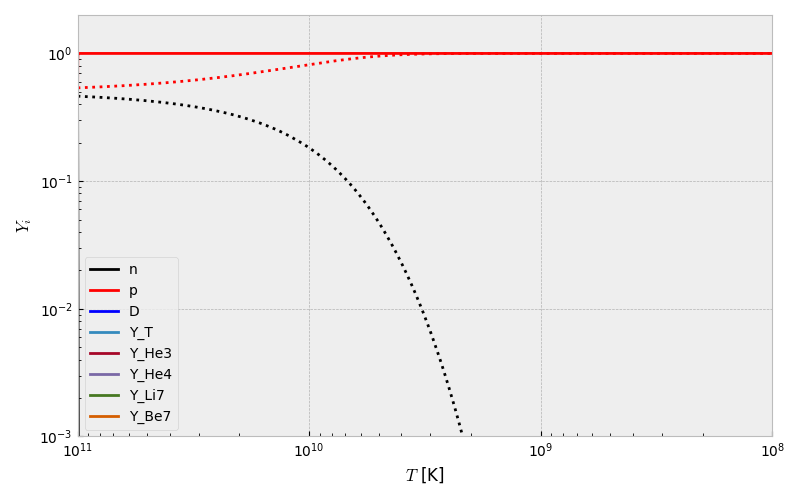 10⁰
10⁻¹
10⁻²
10⁻³
Yᵢ
n
p
D
Y_T
Y_He3
Y_He4
Y_Li7
Y_Be7
10¹¹ 10¹⁰ 10⁹ 10⁸
T [K]